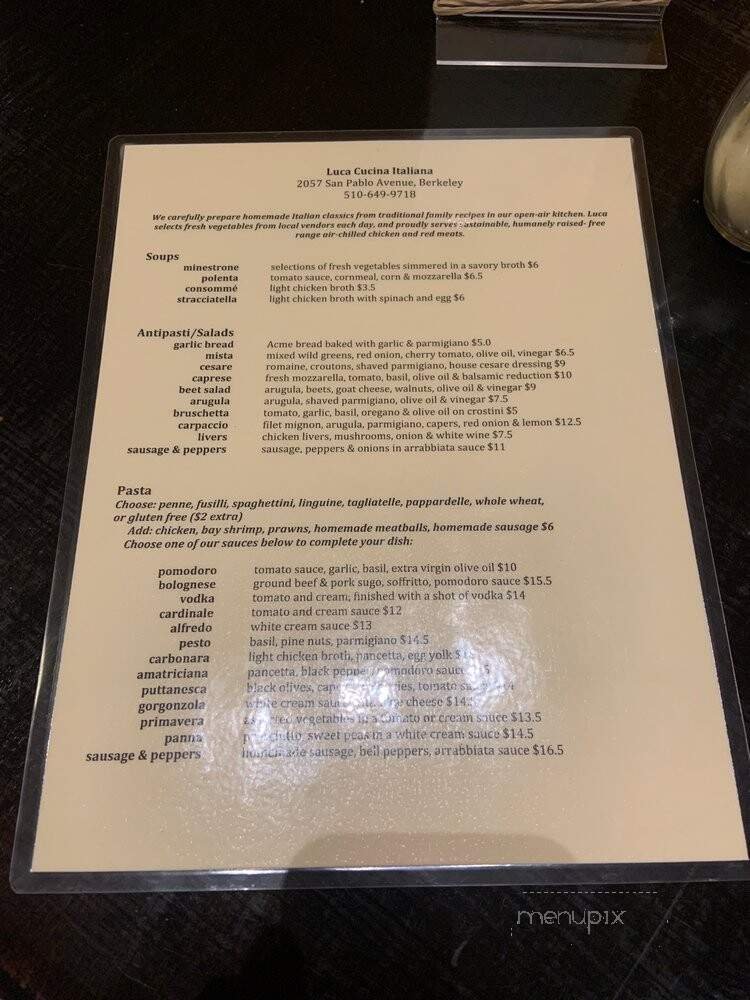 Luca Cucina Italiana
2057 San Pablo Avenue, Berkeley
510-649-9718
We carefully prepare homemade Italian classics from traditional family recipes in our open-air kitchen. Luca
selects fresh vegetables from local vendors each day, and proudly serves sustainable, humanely raised- free
range air-chilled chicken and red meats.
Soups
minestrone selections of fresh vegetables simmered in a savory broth $6
polenta tomato sauce, cornmeal, corn & mozzarella $6.5
consommé light chicken broth $3.5
stracciatella light chicken broth with spinach and egg $6
Antipasti/Salads
garlic bread Acme bread baked with garlic & parmigiano $5.0
mista mixed wild greens, red onion, cherry tomato, olive oil, vinegar $6.5
cesare romaine, croutons, shaved parmigiano, house cesare dressing $9
caprese fresh mozzarella, tomato, basil, olive oil & balsamic reduction $10
beet salad arugula, beets, goat cheese, walnuts, olive oil & vinegar $9
arugula arugula, shaved parmigiano, olive oil & vinegar $7.5
bruschetta tomato, garlic, basil, oregano & olive oil on crostini $5
carpaccio filet mignon, arugula, parmigiano, capers, red onion & lemon $12.5
livers chicken livers, mushrooms, onion & white wine $7.5
sausage & peppers sausage, peppers & onions in arrabbiata sauce $11
Pasta
Choose: penne, fusilli, spaghettini, linguine, tagliatelle, pappardelle, whole wheat,
or gluten free ($2 extra)
Add: chicken, bay shrimp, prawns, homemade meatballs, homemade sausage $6
Choose one of our sauces below to complete your dish:
pomodoro tomato sauce, garlic, basil, extra virgin olive oil $10
bolognese ground beef & pork sugo, soffritto, pomodoro sauce $15.5
vodka tomato and cream, finished with a shot of vodka $14
cardinale tomato and cream sauce $12
alfredo white cream sauce $13
pesto basil, pine nuts, parmigiano $14.5
carbonara light chicken broth, pancetta, egg yolk
amatriciana pancetta, black pepper, pomodoro sauce
puttanesca black olives, tomato
gorgonzola white cream cheese
primavera assorted vegetables in a tomato or cream sauce $13.5
panna prosciutto, sweet peas in a white cream sauce $14.5
sausage & peppers homemade sausage, bell peppers, arrabbiata sauce $16.5
menupix